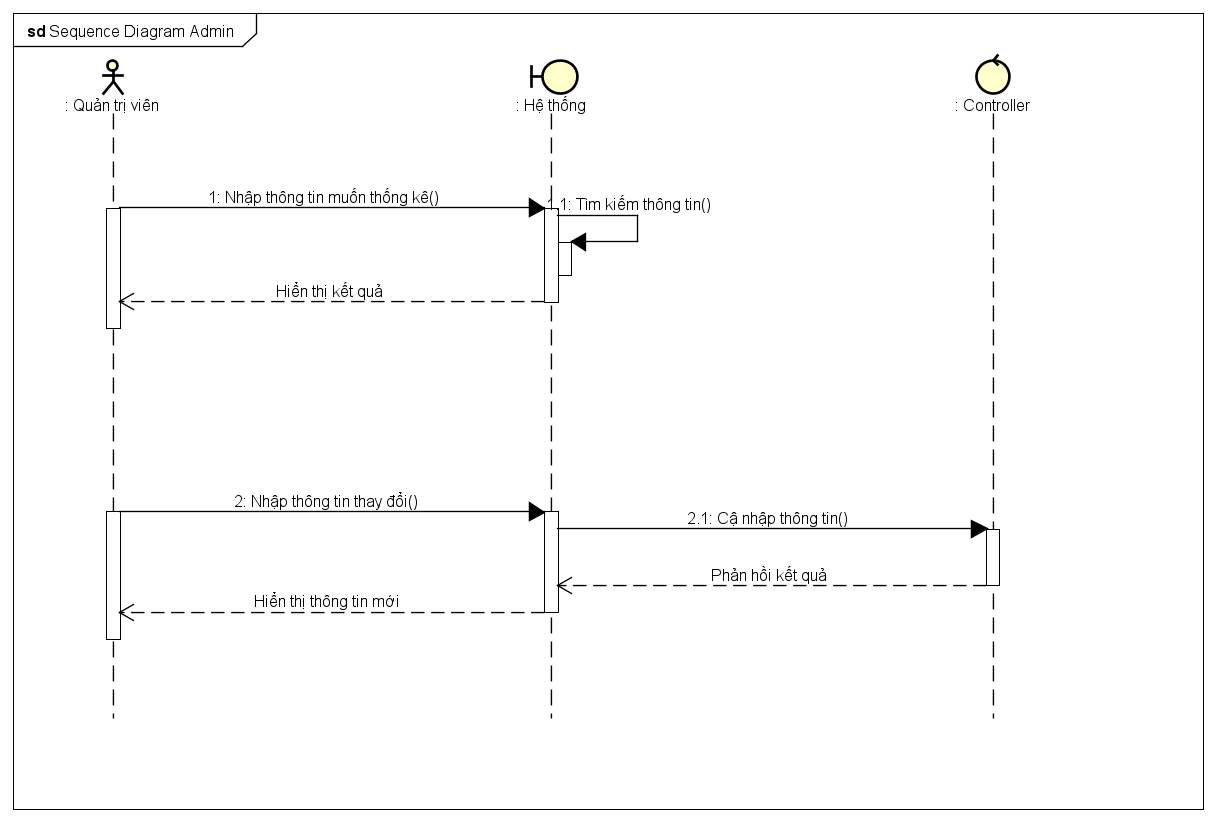 sd Sequence Diagram Admin
: Quản trị viên
: Hệ thống
: Controller
1: Nhập thông tin muốn thống kê()
1.1: Tìm kiếm thông tin()
Hiển thị kết quả
2: Nhập thông tin thay đổi()
2.1: Cậ nhập thông tin()
Phản hồi kết quả
Hiển thị thông tin mới